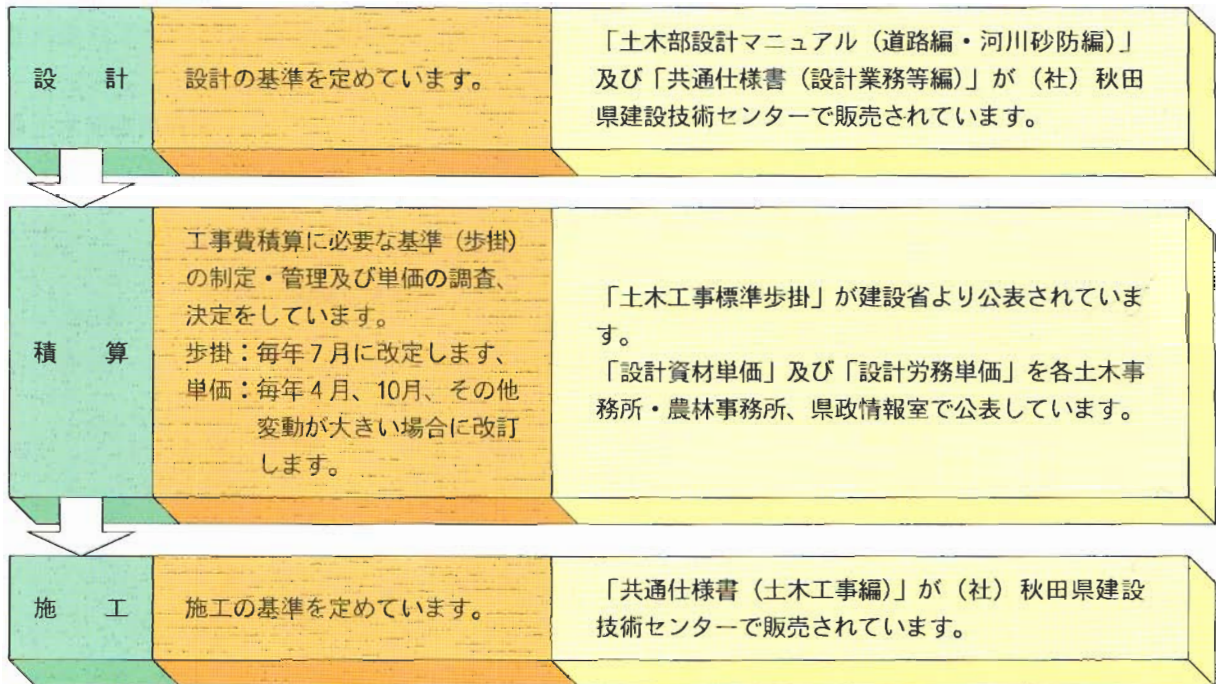 設　計
設計の基準を定めています。
「土木部設計マニュアル（道路編・河川砂防編）」
及び「共通仕様書（設計業務等編）」が（社）秋田
県建設技術センターで販売されています。
積　算
工事費積算に必要な基準（歩掛）
の制定・管理及び単価の調査、
決定をしています。
歩掛：毎年７月に改定します、
単価：毎年４月、10月、その他
変動が大きい場合に改訂
します。
「土木工事標準歩掛」が建設省より公表されていま
す。
「設計資材単価」及び「設計労務単価」を各土木事
務所・農林事務所、県政情報室で公表しています。
施　工
施工の基準を定めています。
「共通仕様書（土木工事編）」が（社）秋田県建設
技術センターで販売されています。